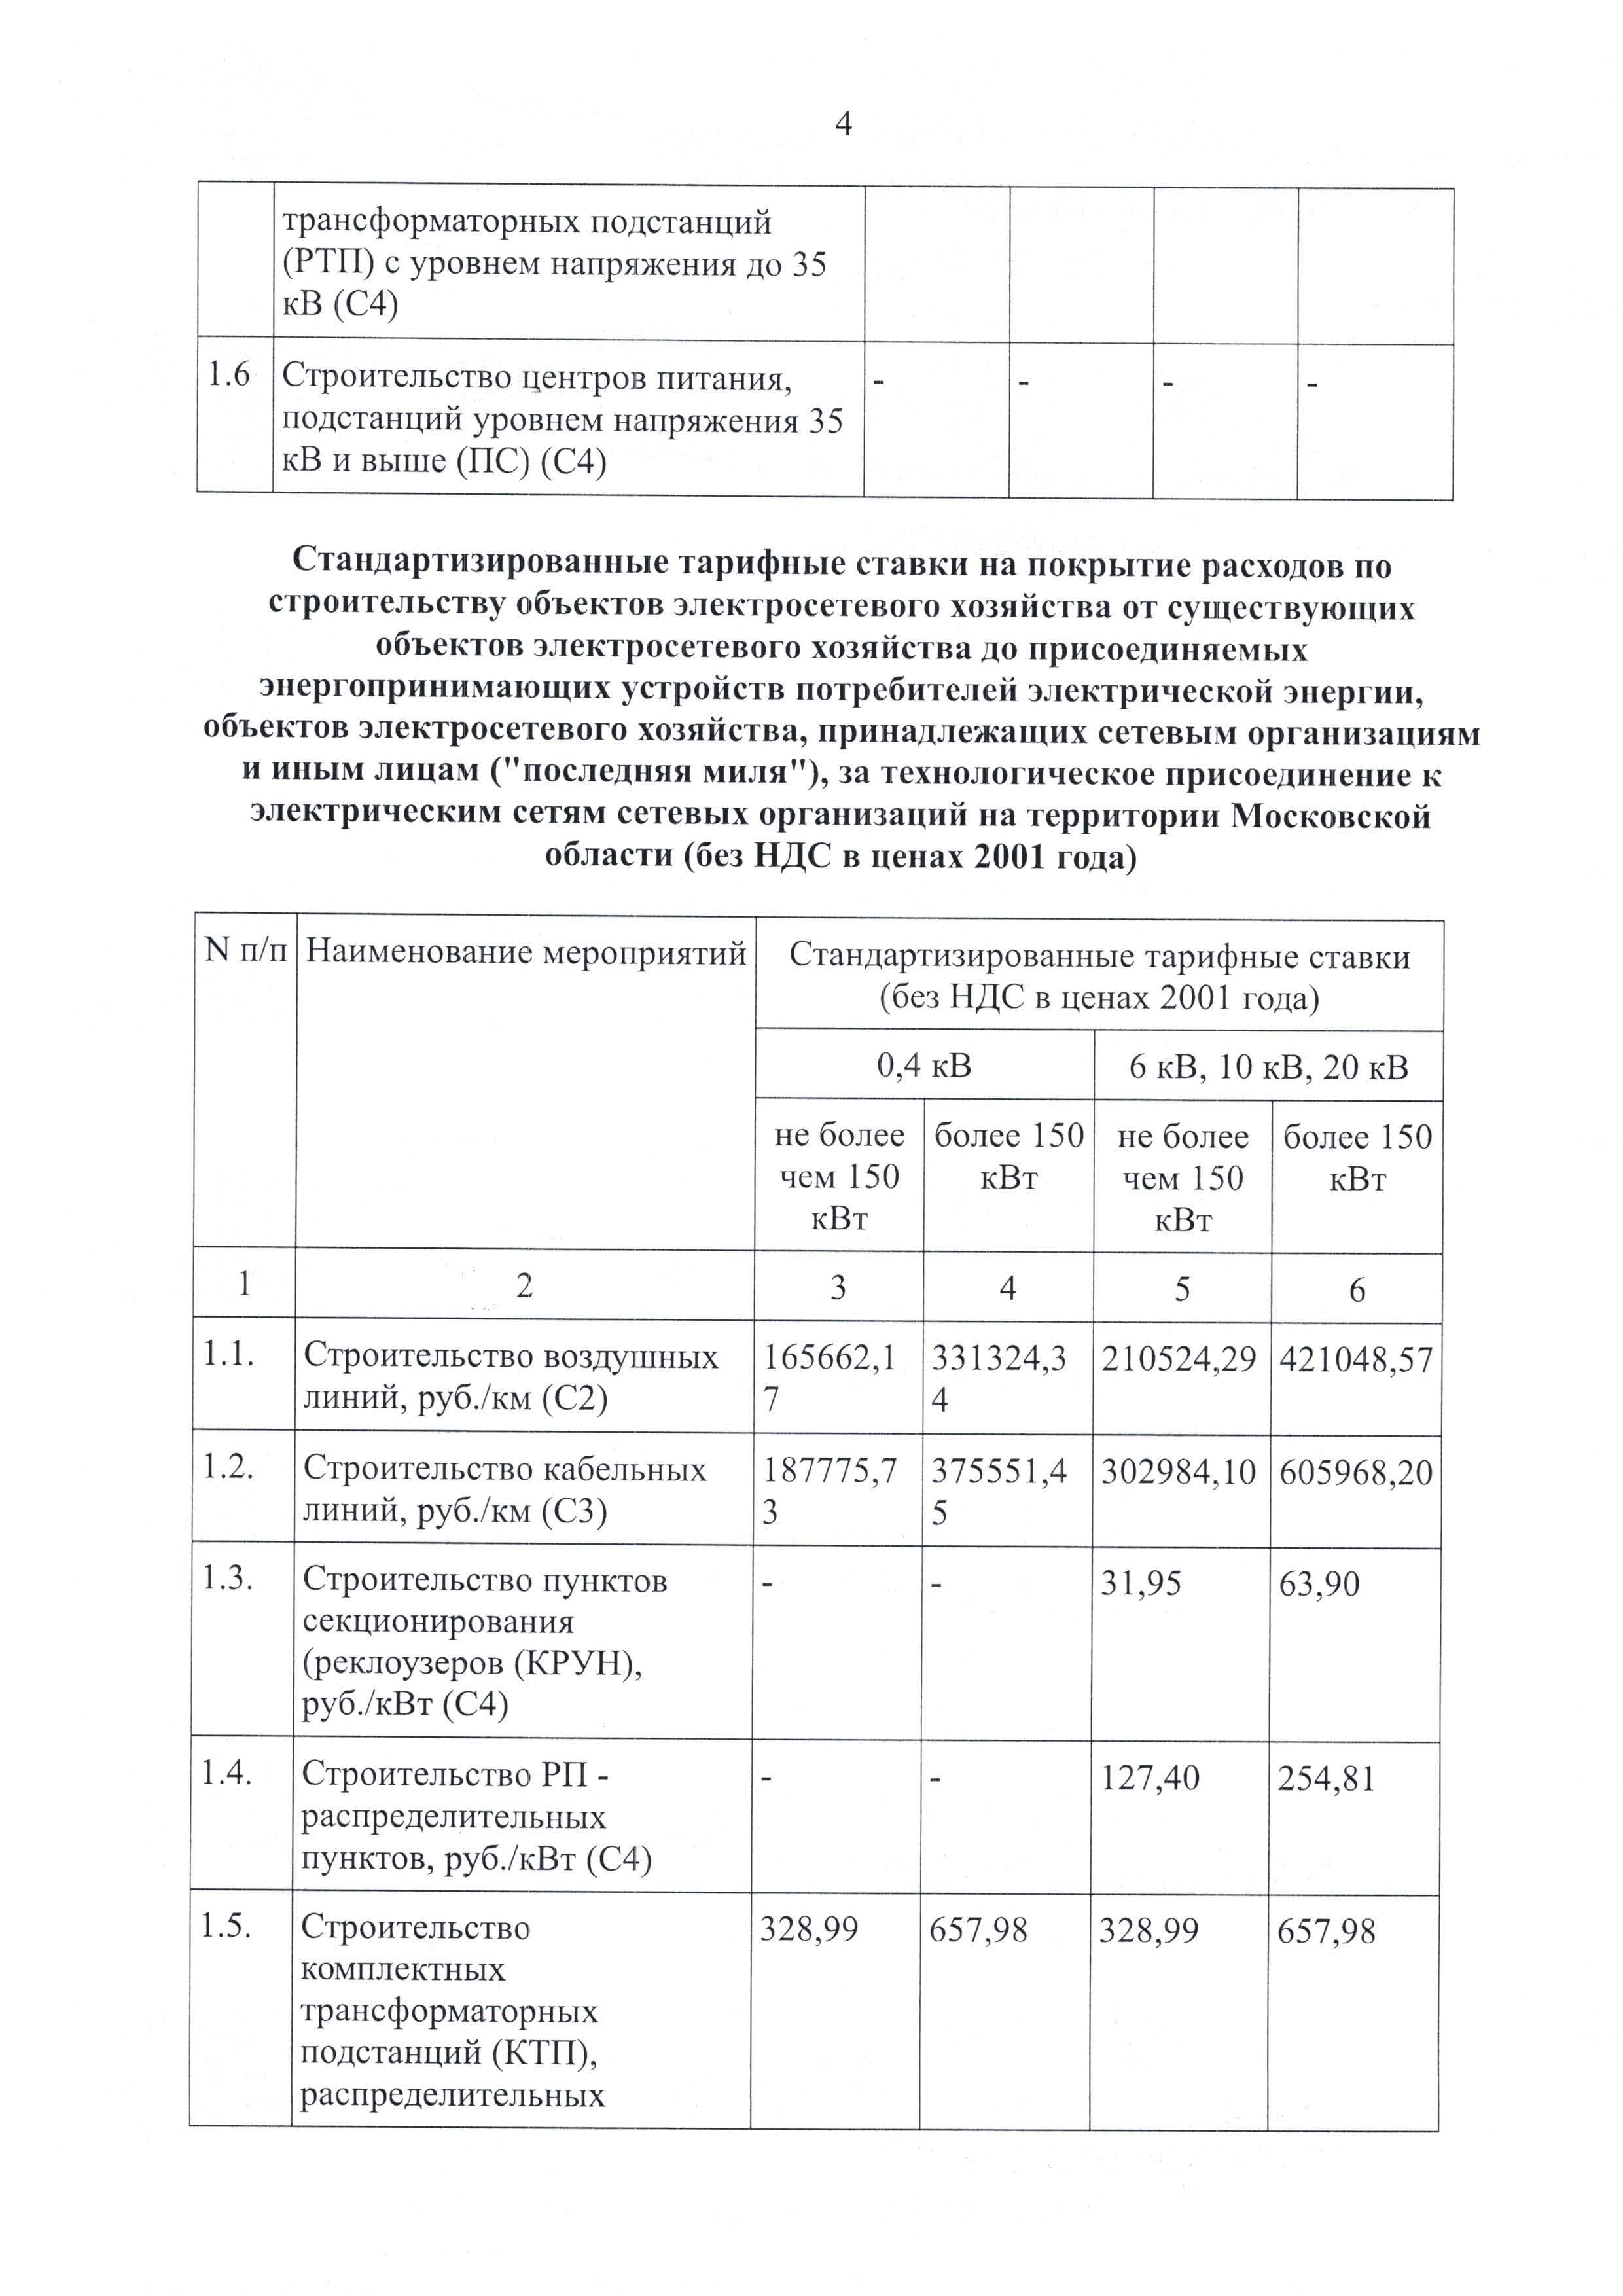 4
трансформаторных подстанций
(РТП) с уровнем напряжения до 35
кВ (С4)
1.6 Строительство центров питания, - - - -
подстанций уровнем напряжения 35
кВ и выше (ПС) (С4)
Стандартизированные тарифные ставки на покрытие расходов по
строительству объектов электросетевого хозяйства от существующих
объектов электросетевого хозяйства до присоединяемых
энергопринимающих устройств потребителей электрической энергии,
объектов электросетевого хозяйства, принадлежащих сетевым организациям
и иным лицам ("последняя миля"), за технологическое присоединение к
электрическим сетям сетевых организаций на территории Московской
области (без НДС в ценах 2001 года)
N п/п Наименование мероприятий Стандартизированные тарифные ставки
(без НДС в ценах 2001 года)
0,4 кВ 6 кВ, 10 кВ, 20 кВ
не более более 150 не более более 150
чем 150 кВт чем 150 кВт
кВт кВт
1 2 3 4 5 6
1.1. Строительство воздушных 165662,1 331324,3 210524,29 421048,57
линий, руб./км (С2) 7 4
1.2. Строительство кабельных 187775,7 375551,4 302984,10 605968,20
линий, руб./км (С3) 3 5
1.3. Строительство пунктов - - 31,95 63,90
секционирования
(реклоузеров (КРУН),
руб./кВт (С4)
1.4. Строительство РП - - - 127,40 254,81
распределительных
пунктов, руб./кВт (С4)
1.5. Строительство 328,99 657,98 328,99 657,98
комплектных
трансформаторных
подстанций (КТП),
распределительных